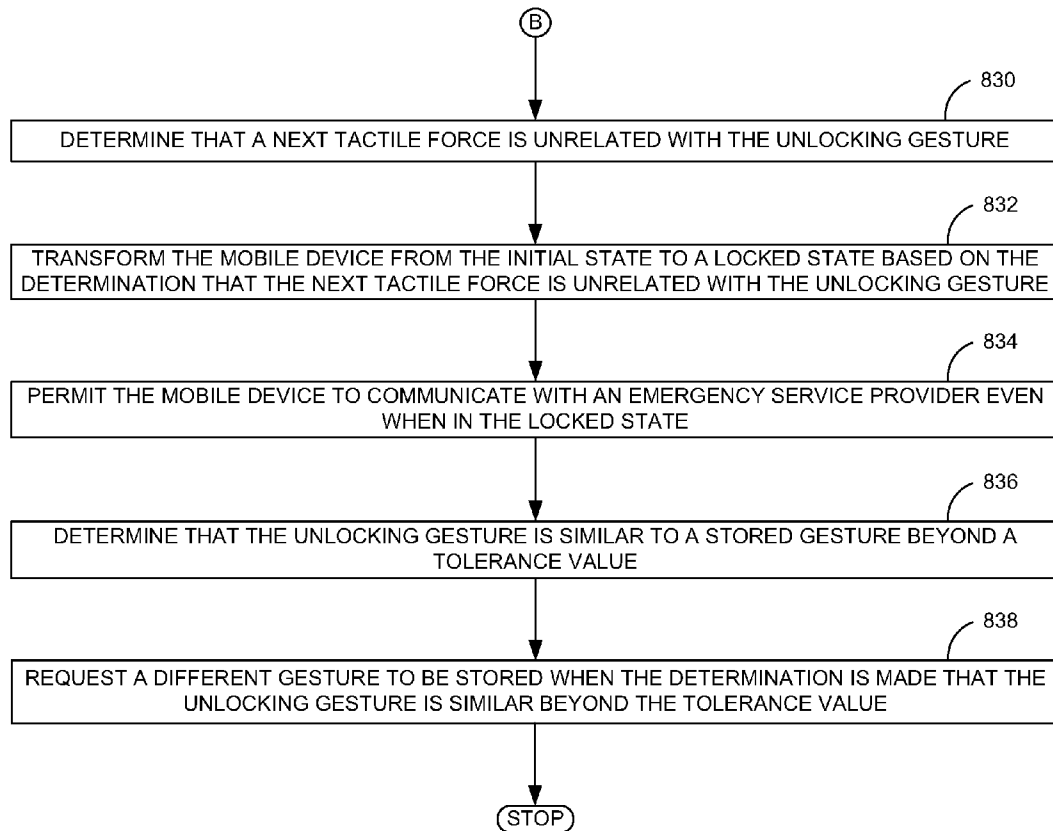 B
830
DETERMINE THAT A NEXT TACTILE FORCE IS UNRELATED WITH THE UNLOCKING GESTURE
832
TRANSFORM THE MOBILE DEVICE FROM THE INITIAL STATE TO A LOCKED STATE BASED ON THE
DETERMINATION THAT THE NEXT TACTILE FORCE IS UNRELATED WITH THE UNLOCKING GESTURE
834
PERMIT THE MOBILE DEVICE TO COMMUNICATE WITH AN EMERGENCY SERVICE PROVIDER EVEN
WHEN IN THE LOCKED STATE
836
DETERMINE THAT THE UNLOCKING GESTURE IS SIMILAR TO A STORED GESTURE BEYOND A
TOLERANCE VALUE
838
REQUEST A DIFFERENT GESTURE TO BE STORED WHEN THE DETERMINATION IS MADE THAT THE
UNLOCKING GESTURE IS SIMILAR BEYOND THE TOLERANCE VALUE
STOP